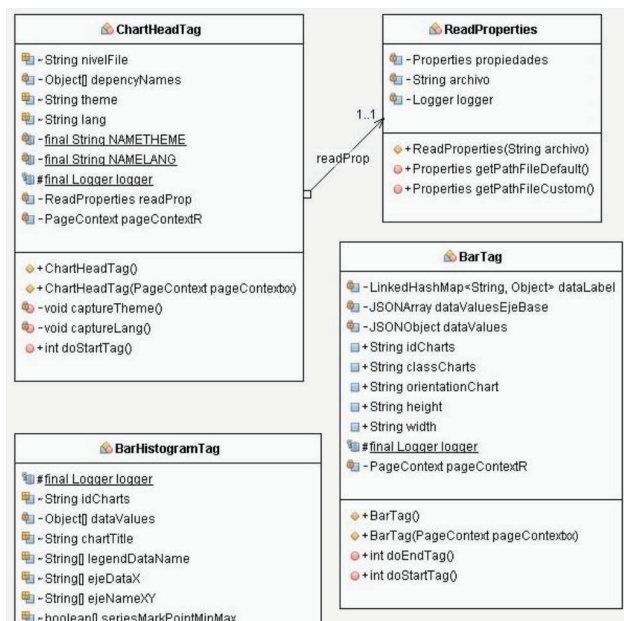 ChartHeadTag
~String nivelFile
-Object[] depencyNames
~String theme
~String lang
-final String NAMETHEME
-final String NAMELANG
#final Logger logger
-ReadProperties readProp
-PageContext pageContextR
+ChartHeadTag()
+ChartHeadTag(PageContext pageContextxx)
-void captureTheme()
-void captureLang()
+int doStartTag()
1..1
readProp
ReadProperties
-Properties propiedades
-String archivo
-Logger logger
+ReadProperties(String archivo)
+Properties getPathFileDefault()
+Properties getPathFileCustom()
BarTag
-LinkedHashMap<String, Object> dataLabel
-JSONArray dataValuesEjeBase
-JSONObject dataValues
+String idCharts
+String classCharts
+String orientationChart
+String height
+String width
#final Logger logger
-PageContext pageContextR
+BarTag()
+BarTag(PageContext pageContextxx)
+int doEndTag()
+int doStartTag()
BarHistogramTag
#final Logger logger
~String idCharts
-Object[] dataValues
~String chartTitle
~String[] legendDataName
~String[] ejeDataX
~String[] ejeNameXY
~boolean[] seriesMarkPointMinMax